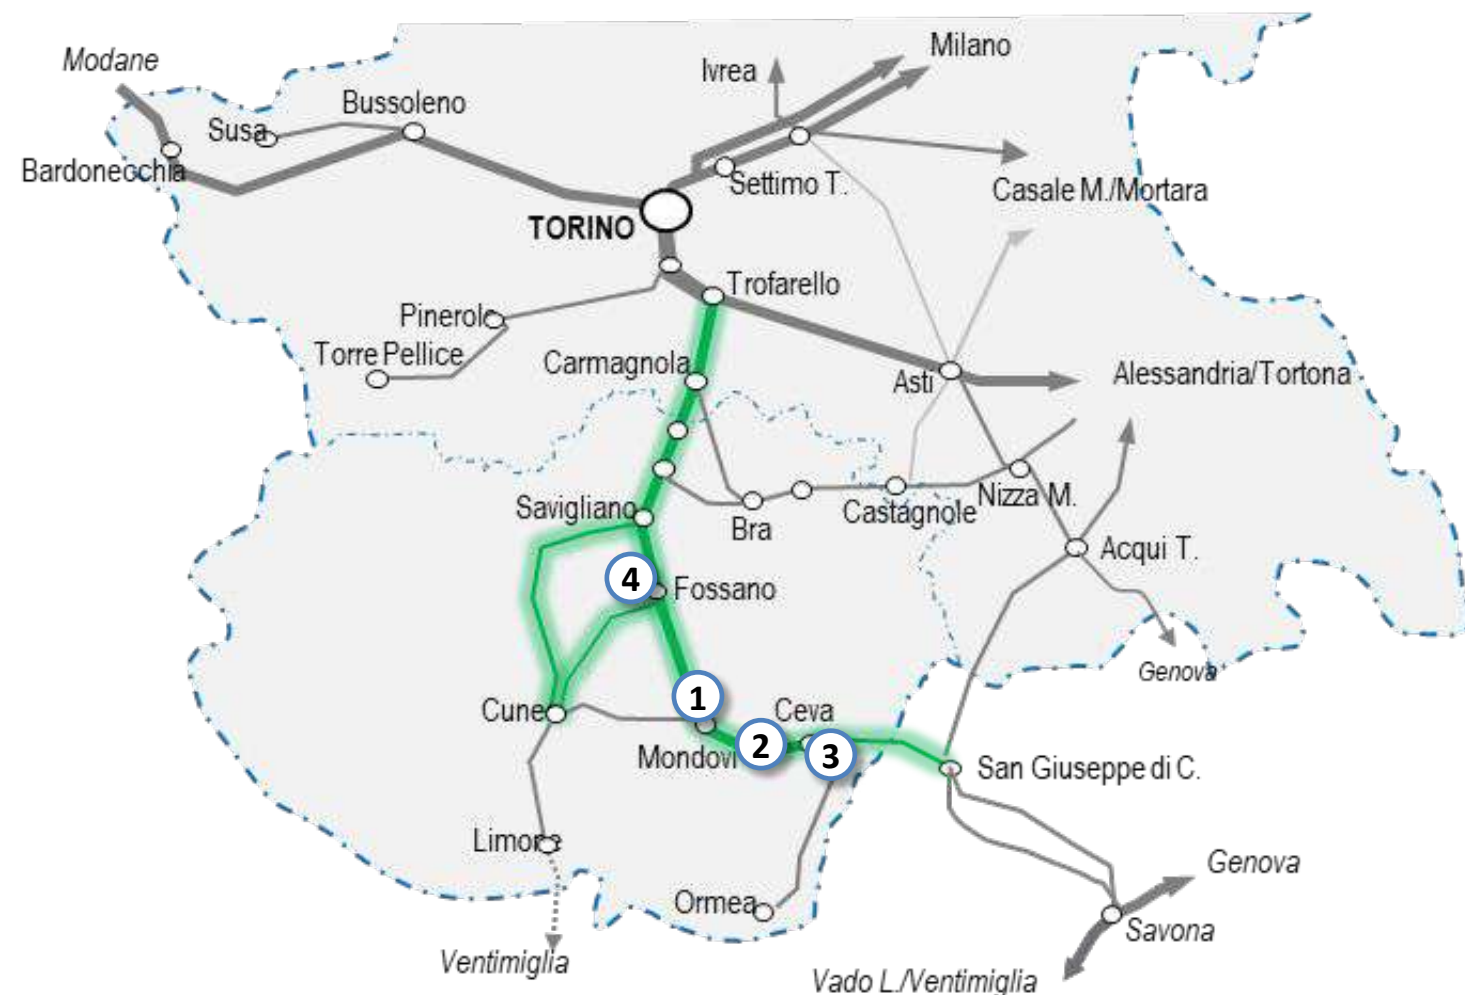 Milano
Modane
Ivrea
Bussoleno
Susa
Bardonecchia
Settimo T.
Casale M./Mortara
TORINO
Trofarello
Pinerolo
Torre Pellice
Carmagnola
Asti
Alessandria/Tortona
Savigliano
Bra
Castagnole
Nizza M.
Acqui T.
4
Fossano
Genova
1
Cuneo
Ceva
2
3
Mondovì
San Giuseppe di C.
Limone
Genova
Ormea
Savona
Ventimiglia
Vado L./Ventimiglia